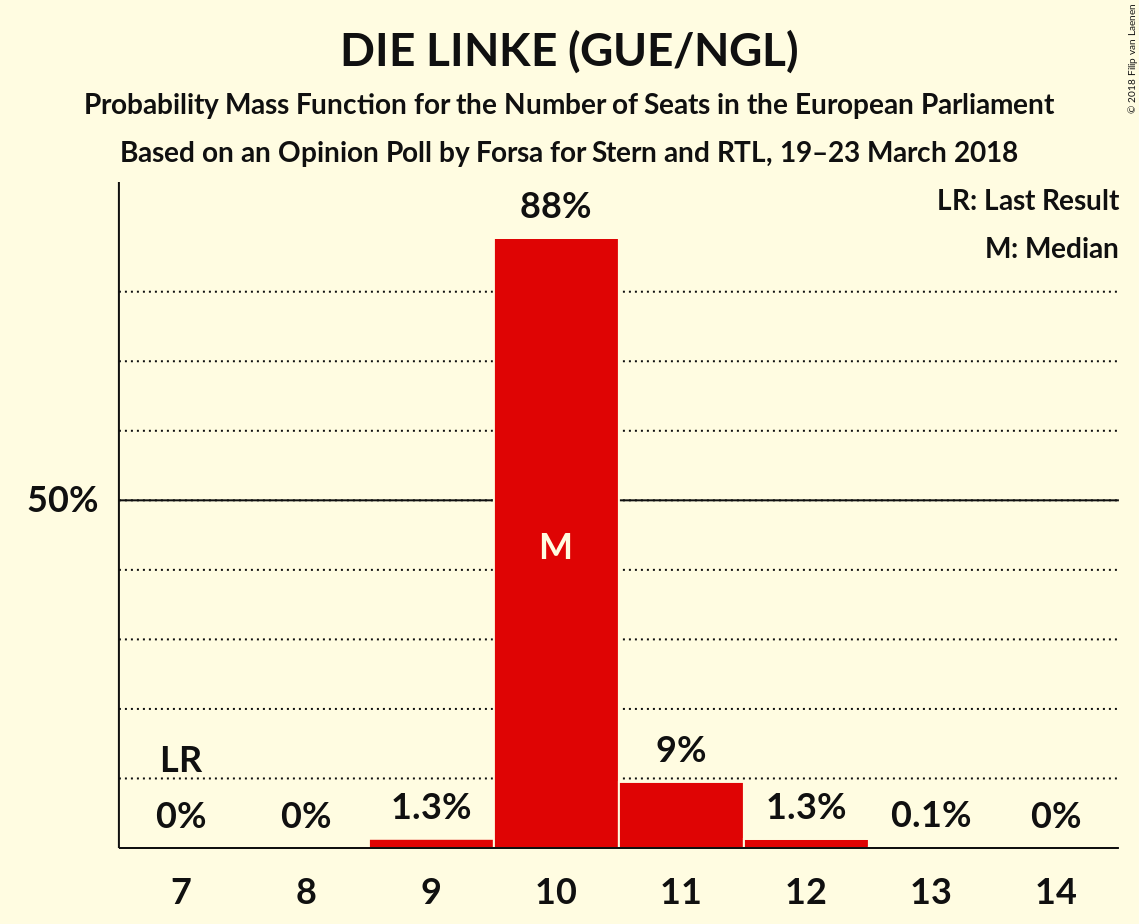 DIE LINKE (GUE/NGL)
Probability Mass Function for the Number of Seats in the European Parliament
Based on an Opinion Poll by Forsa for Stern and RTL, 19–23 March 2018
© 2018 Filip van Laenen
LR: Last Result
M: Median
88%
50%
M
LR
9%
0%
0%
1.3%
1.3%
0.1%
0%
7
8
9
10
11
12
13
14